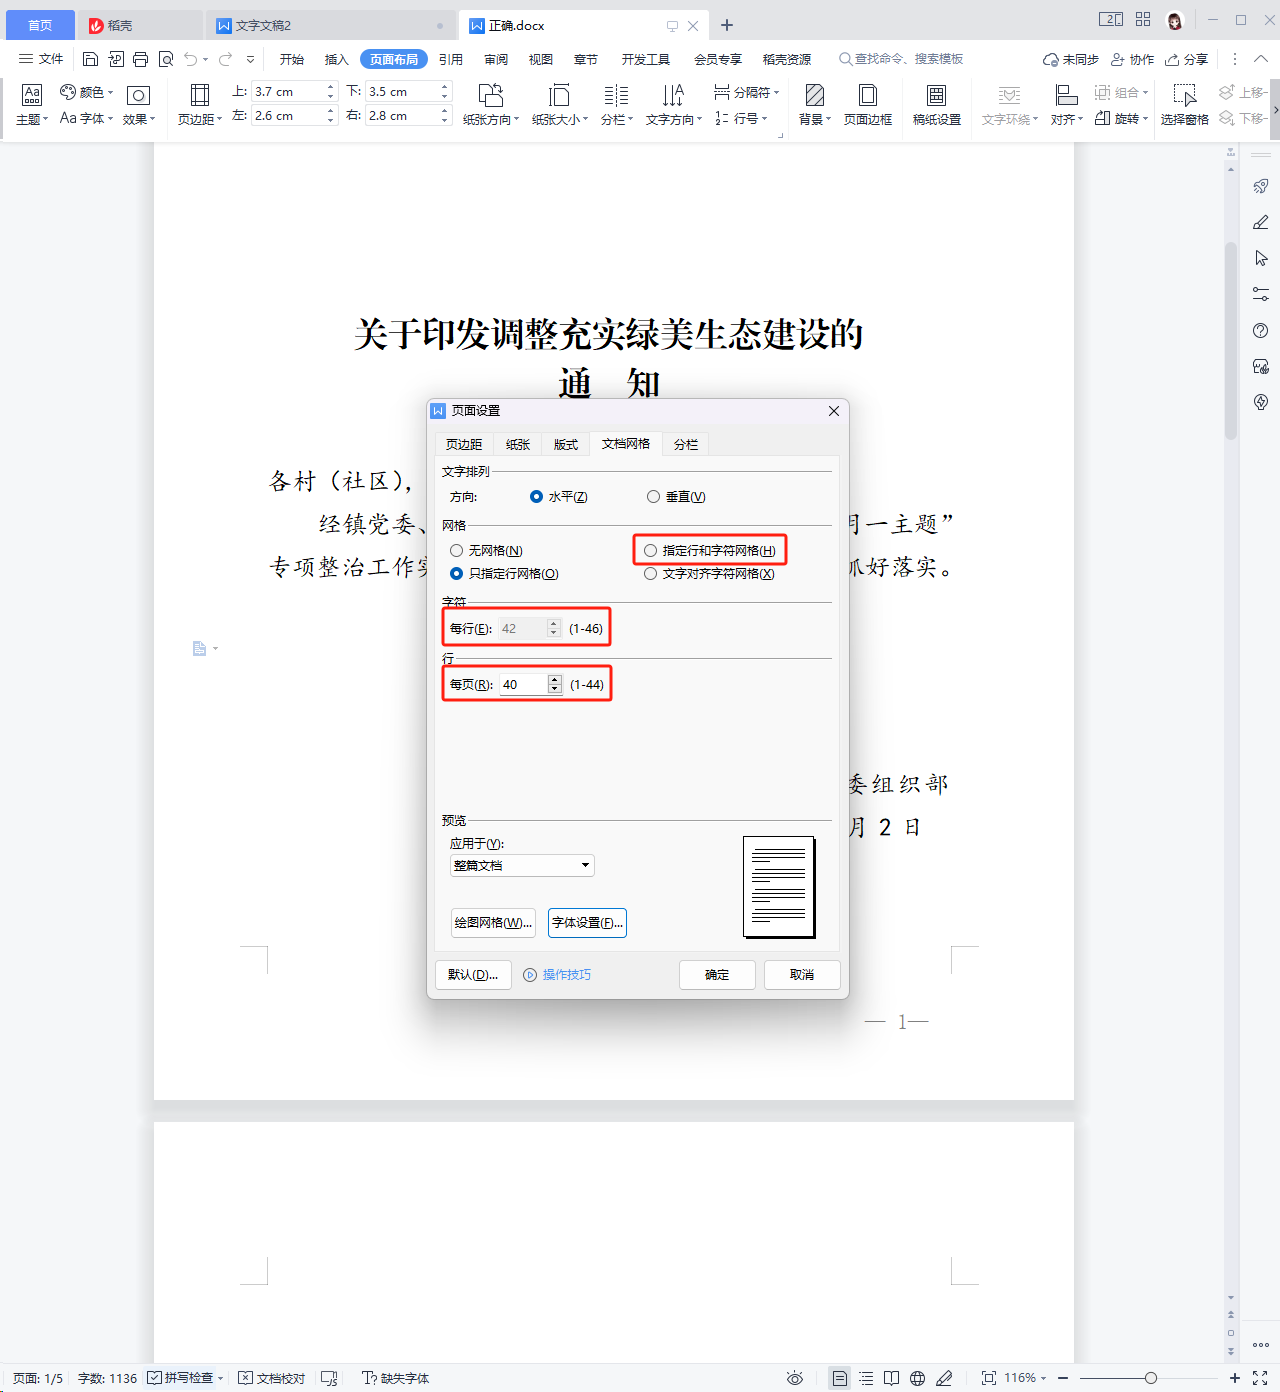 首页
稻壳
文字文稿2
正确.docx
文件
开始 插入 页面布局 引用 审阅 视图 章节 开发工具 会员专享 稻壳资源
查找命令、搜索模板
未同步 协作 分享
主题 颜色 Aa 字体 效果
页边距 上: 3.7 cm 下: 3.5 cm
左: 2.6 cm 右: 2.8 cm
纸张方向 纸张大小 分栏 文字方向 分隔符 行号
背景 页面边框 稿纸设置 文字环绕 对齐 组合 旋转 选择窗格 上移 下移
关于印发调整充实绿美生态建设的
通 知
各村（社区），
经镇党委、
月一主题”
专项整治工作实
抓好落实。
委组织部
月 2 日
— 1—
页面设置
页边距 纸张 版式 文档网格 分栏
文字排列
方向: 水平(Z) 垂直(V)
网格
无网格(N) 指定行和字符网格(H)
只指定行网格(O) 文字对齐字符网格(X)
字符
每行(E): 42 (1-46)
行
每页(R): 40 (1-44)
预览
应用于(Y):
整篇文档
绘图网格(W)... 字体设置(F)...
默认(D)... 操作技巧 确定 取消
页面: 1/5 字数: 1136 拼写检查 文档校对 缺失字体 116%